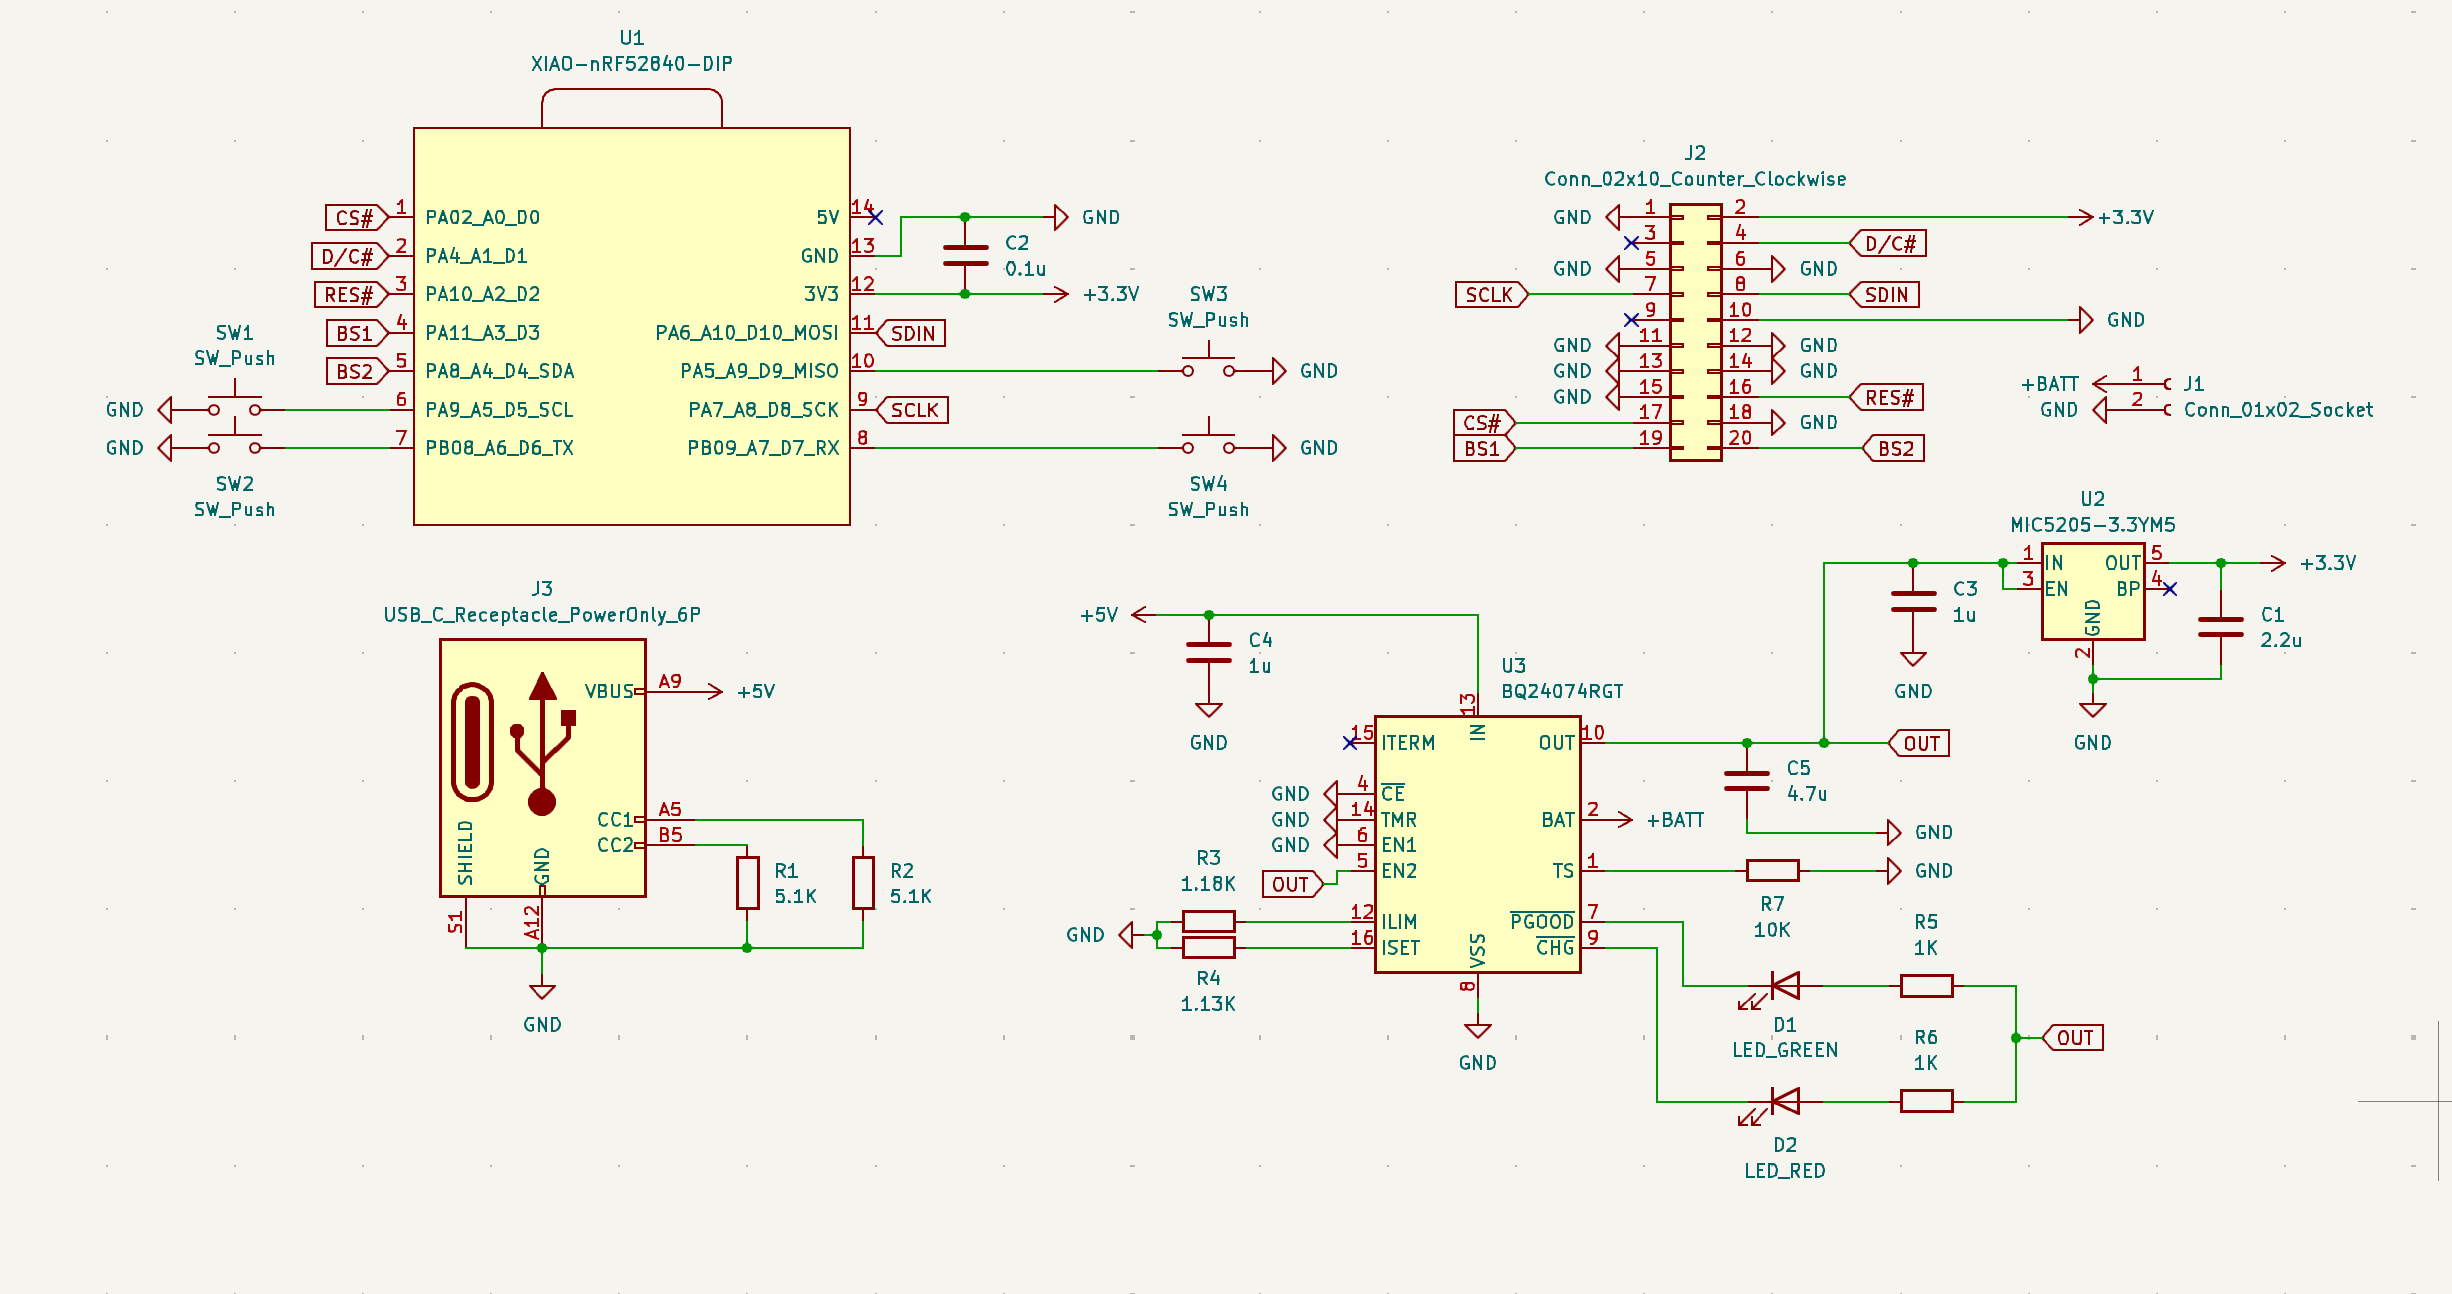 U1
XIAO-nRF52840-DIP
CS# 1 PA02_A0_D0
D/C# 2 PA4_A1_D1
RES# 3 PA10_A2_D2
BS1 4 PA11_A3_D3
BS2 5 PA8_A4_D4_SDA
GND 6 PA9_A5_D5_SCL
GND 7 PB08_A6_D6_TX
SW1
SW_Push
SW2
SW_Push
5V 14
GND 13
3V3 12
PA6_A10_D10_MOSI 11 SDIN
PA5_A9_D9_MISO 10 GND
PA7_A8_D8_SCK 9 SCLK
PB09_A7_D7_RX 8 GND
GND
C2
0.1u
+3.3V
SW3
SW_Push
SW4
SW_Push
J2
Conn_02x10_Counter_Clockwise
GND 1 2 +3.3V
3 4 D/C#
GND 5 6 GND
SCLK 7 8 SDIN
9 10 GND
GND 11 12 GND
GND 13 14 GND
GND 15 16 RES#
CS# 17 18 GND
BS1 19 20 BS2
+BATT 1 J1
GND 2 Conn_01x02_Socket
U2
MIC5205-3.3YM5
1 IN OUT 5 +3.3V
3 EN BP 4
GND
2
GND
C3
1u
GND
C1
2.2u
J3
USB_C_Receptacle_PowerOnly_6P
VBUS A9 +5V
CC1 A5
CC2 B5
SHIELD
GND
S1
A12
R1
5.1K
R2
5.1K
GND
+5V
C4
1u
GND
U3
BQ24074RGT
13
IN
15 ITERM
GND 4 CE
GND 14 TMR
GND 6 EN1
OUT 5 EN2
12 ILIM
16 ISET
R3
1.18K
GND
R4
1.13K
VSS
8
GND
OUT 10 OUT
BAT 2 +BATT
TS 1 GND
PGOOD 7
CHG 9
C5
4.7u
GND
R7
10K
R5
1K
D1
LED_GREEN
R6
1K
OUT
D2
LED_RED